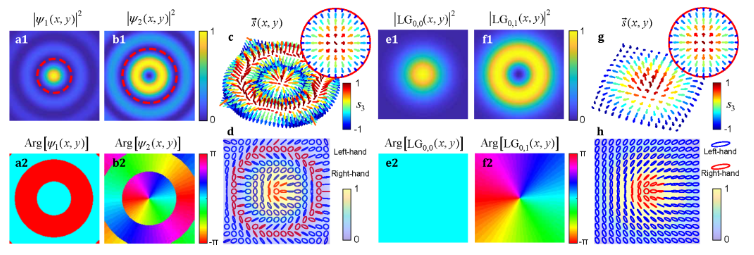 |ψ₁(x, y)|² |ψ₂(x, y)|² s⃗(x, y) |LG₀,₀(x, y)|² |LG₀,₁(x, y)|² s⃗(x, y)
a1 b1 1 c e1 f1 1 g
1
s₃
-1
1
s₃
-1
0 0
Arg[ψ₁(x, y)] Arg[ψ₂(x, y)] d Arg[LG₀,₀(x, y)] Arg[LG₀,₁(x, y)] h
a2 b2 π Left-hand e2 f2 π Left-hand
Right-hand Right-hand
1 1
-π 0 -π 0